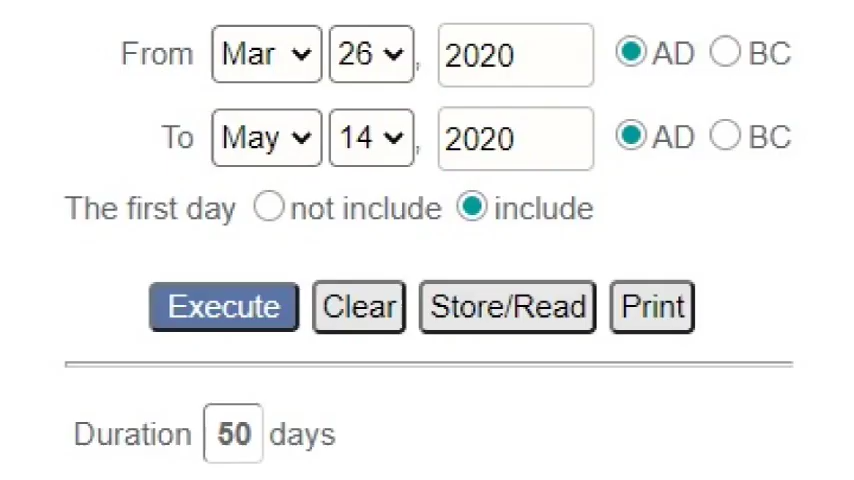 From Mar 26, 2020 AD BC
To May 14, 2020 AD BC
The first day not include include
Execute Clear Store/Read Print
Duration 50 days